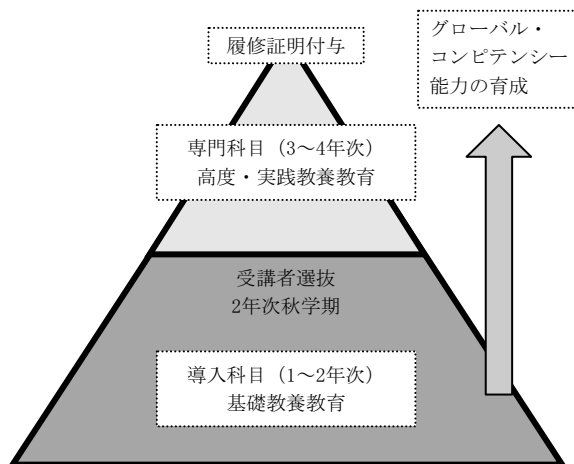 履修証明付与
グローバル・
コンピテンシー
能力の育成
専門科目（3～4年次）
高度・実践教養教育
受講者選抜
2年次秋学期
導入科目（1～2年次）
基礎教養教育